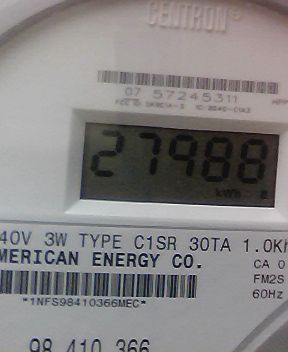 CENTRON®
07 57245311
27988
kWh
40V 3W TYPE C1SR 30TA 1.0Kh
MERICAN ENERGY CO.
CA 0
FM2S
60Hz
*1NFS98410366MEC*
98 410 366